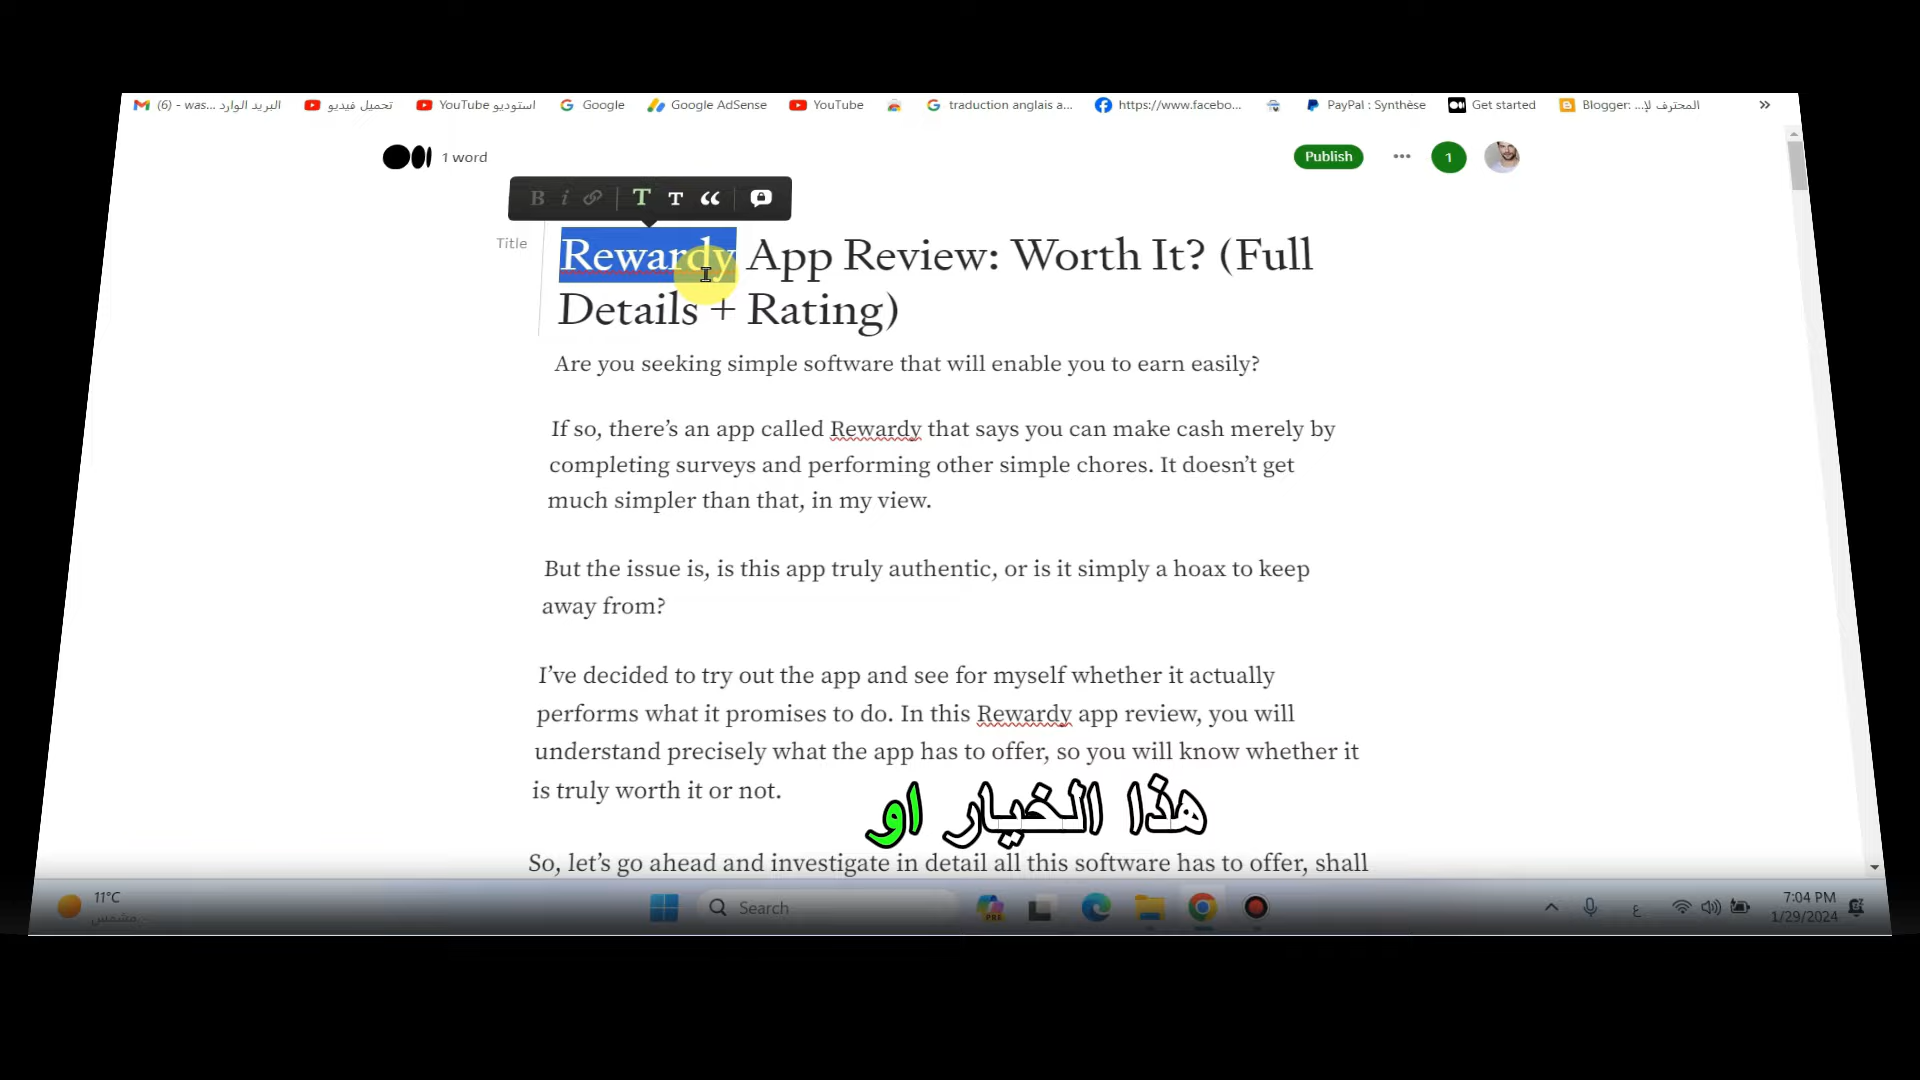 (6) - was... البريد الوارد
تحميل فيديو
YouTube استوديو
Google
Google AdSense
YouTube
traduction anglais a...
https://www.facebo...
PayPal : Synthèse
Get started
Blogger: ...المحترف لإ
»
1 word
Publish
1
B i T T
Title
Rewardy App Review: Worth It? (Full
Details + Rating)
Are you seeking simple software that will enable you to earn easily?
If so, there’s an app called Rewardy that says you can make cash merely by
completing surveys and performing other simple chores. It doesn’t get
much simpler than that, in my view.
But the issue is, is this app truly authentic, or is it simply a hoax to keep
away from?
I’ve decided to try out the app and see for myself whether it actually
performs what it promises to do. In this Rewardy app review, you will
understand precisely what the app has to offer, so you will know whether it
is truly worth it or not.
هذا الخيار او
So, let’s go ahead and investigate in detail all this software has to offer, shall
11°C
مشمس
Search
PRE
ع
7:04 PM
1/29/2024